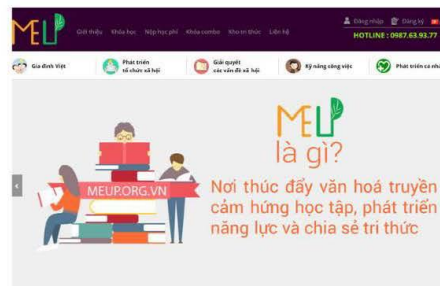 MEUP
Đăng nhập Đăng ký
Giới thiệu Khóa học Nộp học phí Khóa combo Kho tri thức Liên hệ
HOTLINE : 0987.63.93.77
Gia đình Việt
Phát triển
tổ chức xã hội
Giải quyết
các vấn đề xã hội
Kỹ năng công việc
Phát triển cá nhâ
MEUP
là gì?
MEUP.ORG.VN
Nơi thúc đẩy văn hoá truyền
cảm hứng học tập, phát triển
năng lực và chia sẻ tri thức